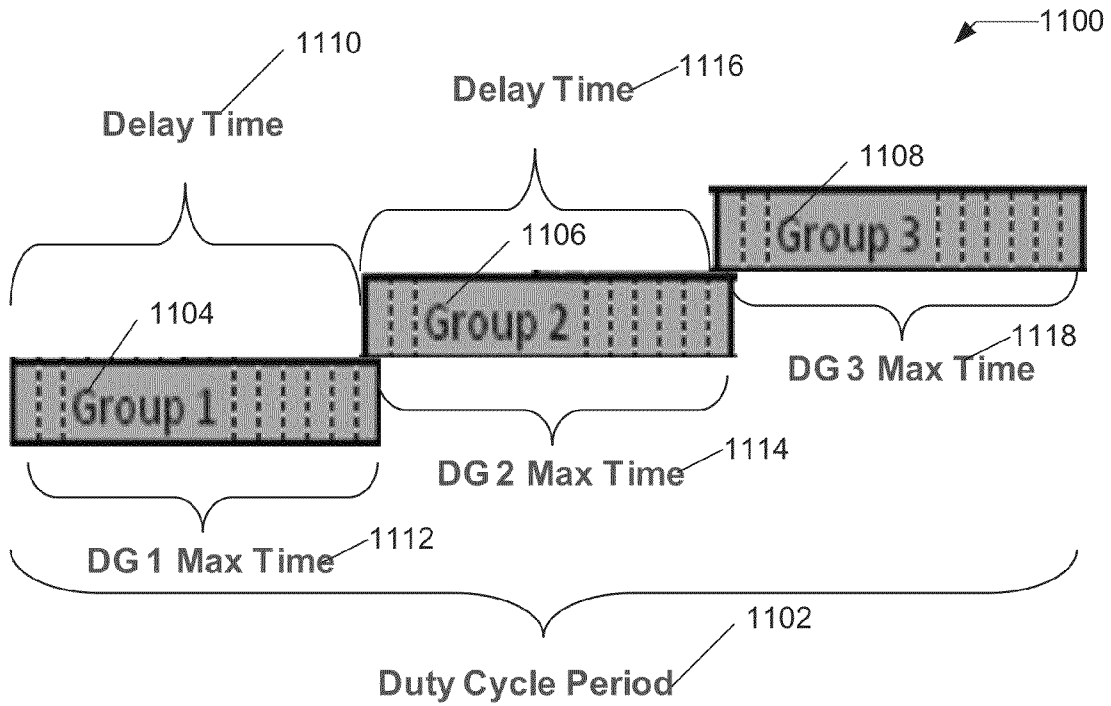 1100
1110
1116
Delay Time
Delay Time
1108
Group 3
1106
Group 2
1104
Group 1
1118
DG 3 Max Time
1114
DG 2 Max Time
1112
DG 1 Max Time
1102
Duty Cycle Period